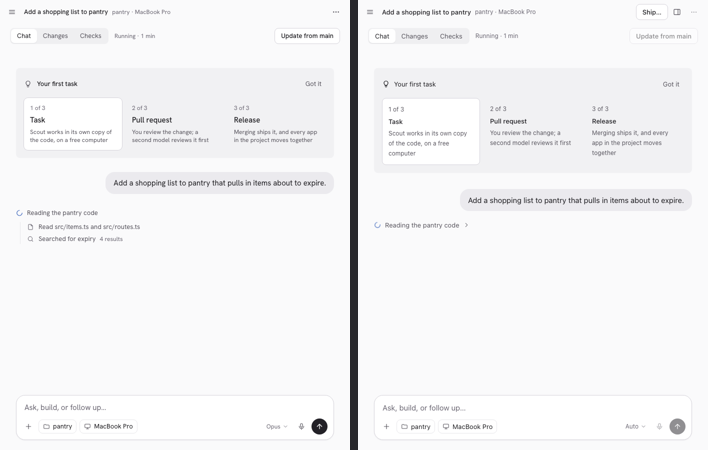 Add a shopping list to pantry pantry · MacBook Pro
Chat Changes Checks Running · 1 min Update from main
Your first task Got it
1 of 3
Task
Scout works in its own copy
of the code, on a free
computer
2 of 3
Pull request
You review the change; a
second model reviews it first
3 of 3
Release
Merging ships it, and every app
in the project moves together
Add a shopping list to pantry that pulls in items about to expire.
Reading the pantry code
Read src/items.ts and src/routes.ts
Searched for expiry 4 results
Ask, build, or follow up...
pantry MacBook Pro Opus
Add a shopping list to pantry pantry · MacBook Pro Ship...
Chat Changes Checks Running · 1 min Update from main
Your first task Got it
1 of 3
Task
Scout works in its own copy
of the code, on a free
computer
2 of 3
Pull request
You review the change; a
second model reviews it first
3 of 3
Release
Merging ships it, and every
app in the project moves
together
Add a shopping list to pantry that pulls in items about to expire.
Reading the pantry code
Ask, build, or follow up...
pantry MacBook Pro Auto